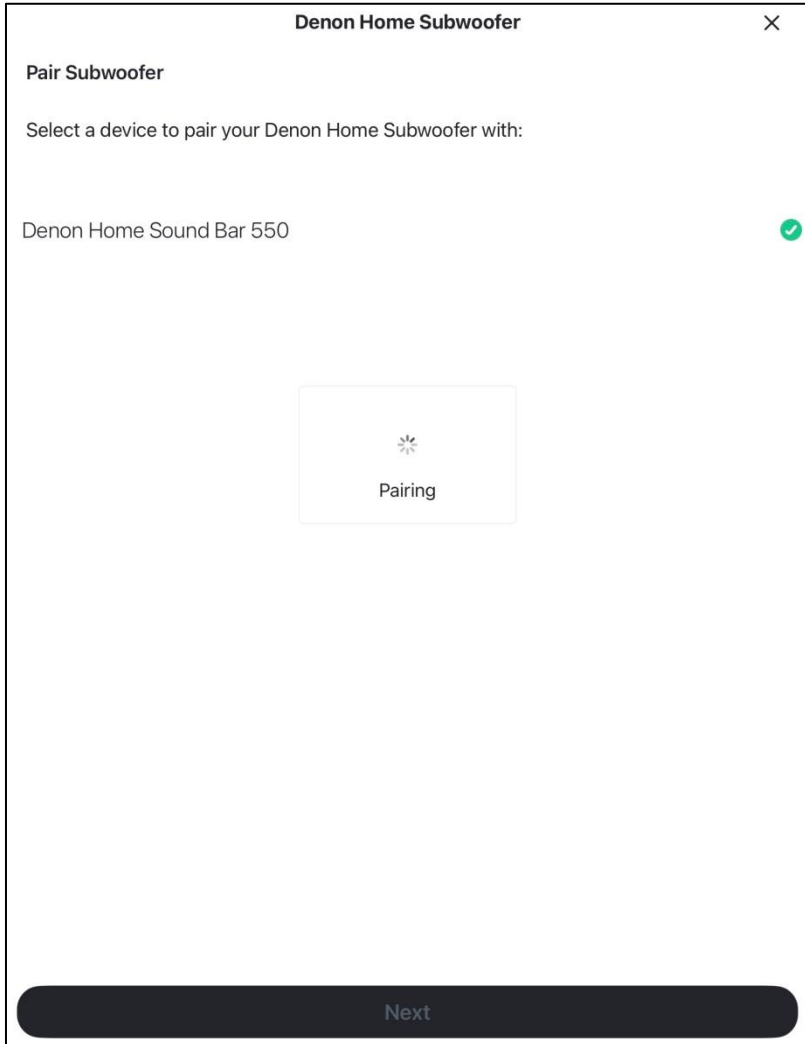 Denon Home Subwoofer
Pair Subwoofer
Select a device to pair your Denon Home Subwoofer with:
Denon Home Sound Bar 550
Pairing
Next